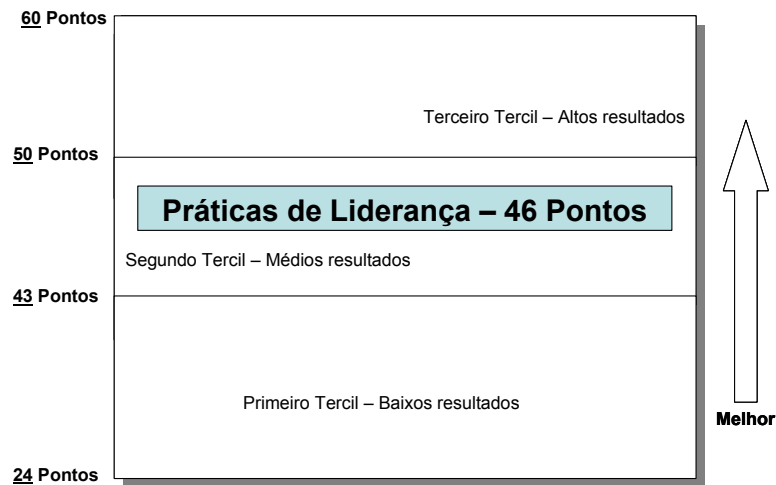 60 Pontos
Terceiro Tercil – Altos resultados
50 Pontos
Práticas de Liderança – 46 Pontos
Segundo Tercil – Médios resultados
43 Pontos
Primeiro Tercil – Baixos resultados
Melhor
24 Pontos